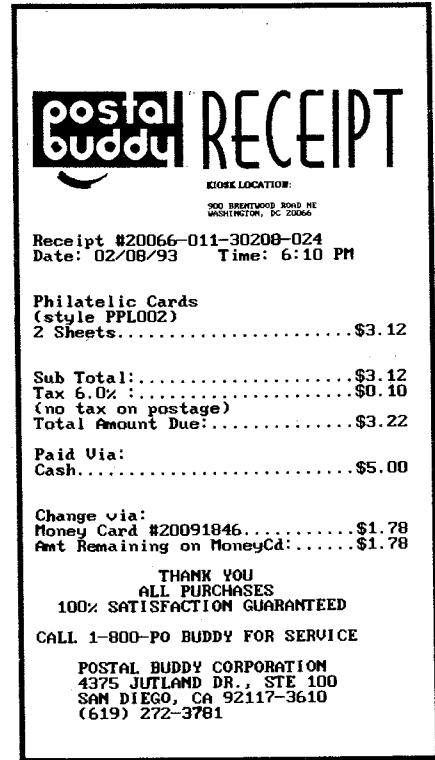 postal buddy RECEIPT
KIOSK LOCATION:
900 BRENTWOOD ROAD NE
WASHINGTON, DC 20066
Receipt #20066-011-30208-024
Date: 02/08/93 Time: 6:10 PM
Philatelic Cards
(style PPL002)
2 Sheets........................$3.12
Sub Total:......................$3.12
Tax 6.0% :......................$0.10
(no tax on postage)
Total Amount Due:...............$3.22
Paid Via:
Cash............................$5.00
Change via:
Money Card #20091846...........$1.78
Amt Remaining on MoneyCd:......$1.78
THANK YOU
ALL PURCHASES
100% SATISFACTION GUARANTEED
CALL 1-800-PO BUDDY FOR SERVICE
POSTAL BUDDY CORPORATION
4375 JUTLAND DR., STE 100
SAN DIEGO, CA 92117-3610
(619) 272-3781